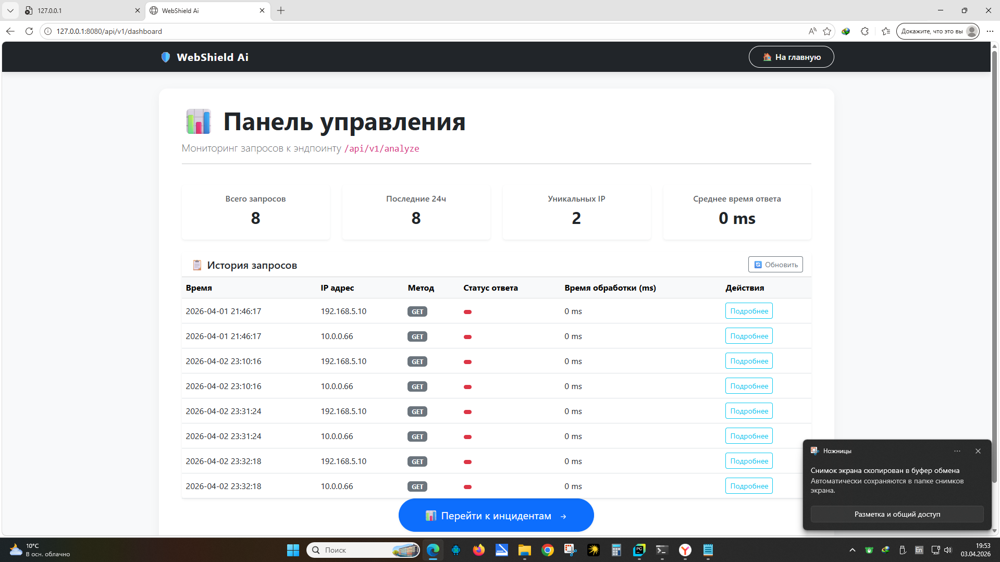 127.0.0.1
WebShield Ai
127.0.0.1:8080/api/v1/dashboard
Докажите, что это вы
WebShield Ai
На главную
Панель управления
Мониторинг запросов к эндпоинту /api/v1/analyze
Всего запросов
8
Последние 24ч
8
Уникальных IP
2
Среднее время ответа
0 ms
История запросов
Обновить
Время IP адрес Метод Статус ответа Время обработки (ms) Действия
2026-04-01 21:46:17 192.168.5.10 GET 0 ms Подробнее
2026-04-01 21:46:17 10.0.0.66 GET 0 ms Подробнее
2026-04-02 23:10:16 192.168.5.10 GET 0 ms Подробнее
2026-04-02 23:10:16 10.0.0.66 GET 0 ms Подробнее
2026-04-02 23:31:24 192.168.5.10 GET 0 ms Подробнее
2026-04-02 23:31:24 10.0.0.66 GET 0 ms Подробнее
2026-04-02 23:32:18 192.168.5.10 GET 0 ms Подробнее
2026-04-02 23:32:18 10.0.0.66 GET 0 ms Подробнее
Перейти к инцидентам →
Ножницы
Снимок экрана скопирован в буфер обмена
Автоматически сохраняются в папке снимков
экрана.
Разметка и общий доступ
10°C
В осн. облачно
Поиск
PC
En
19:53
03.04.2026